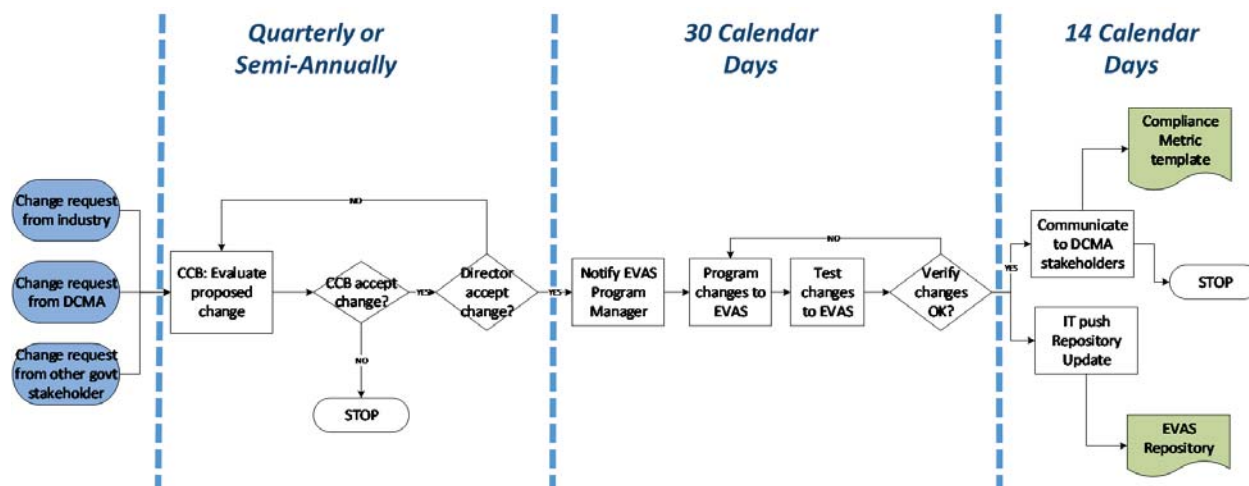 Quarterly or
Semi-Annually
30 Calendar
Days
14 Calendar
Days
Change request
from industry
Change request
from DCMA
Change request
from other govt
stakeholder
CCB: Evaluate
proposed
change
NO
CCB accept
change?
YES
NO
STOP
Director
accept
change?
YES
Notify EVAS
Program
Manager
Program
changes to
EVAS
Test
changes
to EVAS
NO
Verify
changes
OK?
YES
Compliance
Metric
template
Communicate
to DCMA
stakeholders
STOP
IT push
Repository
Update
EVAS
Repository